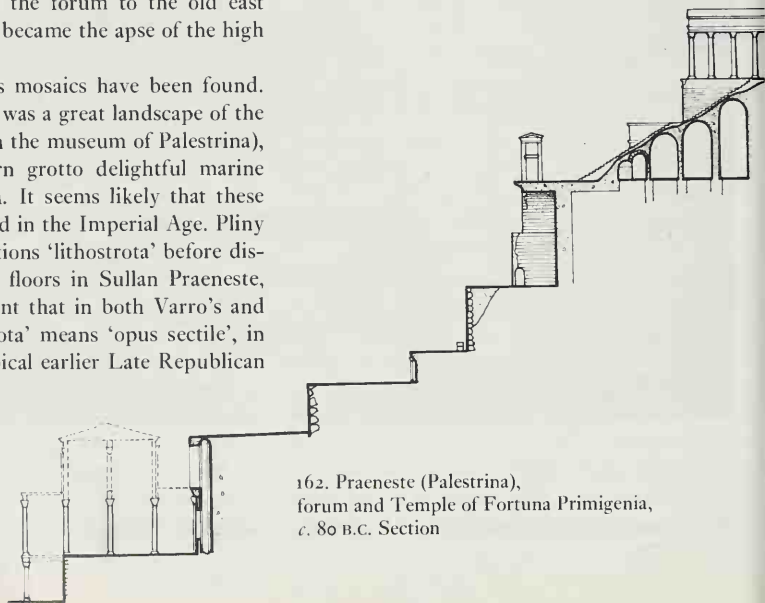 the forum to the old east
became the apse of the high
s mosaics have been found.
was a great landscape of the
the museum of Palestrina),
rn grotto delightful marine
. It seems likely that these
d in the Imperial Age. Pliny
tions ‘lithostrota’ before dis-
floors in Sullan Praeneste,
nt that in both Varro’s and
ota’ means ‘opus sectile’, in
ical earlier Late Republican
162. Praeneste (Palestrina),
forum and Temple of Fortuna Primigenia,
c. 80 B.C. Section